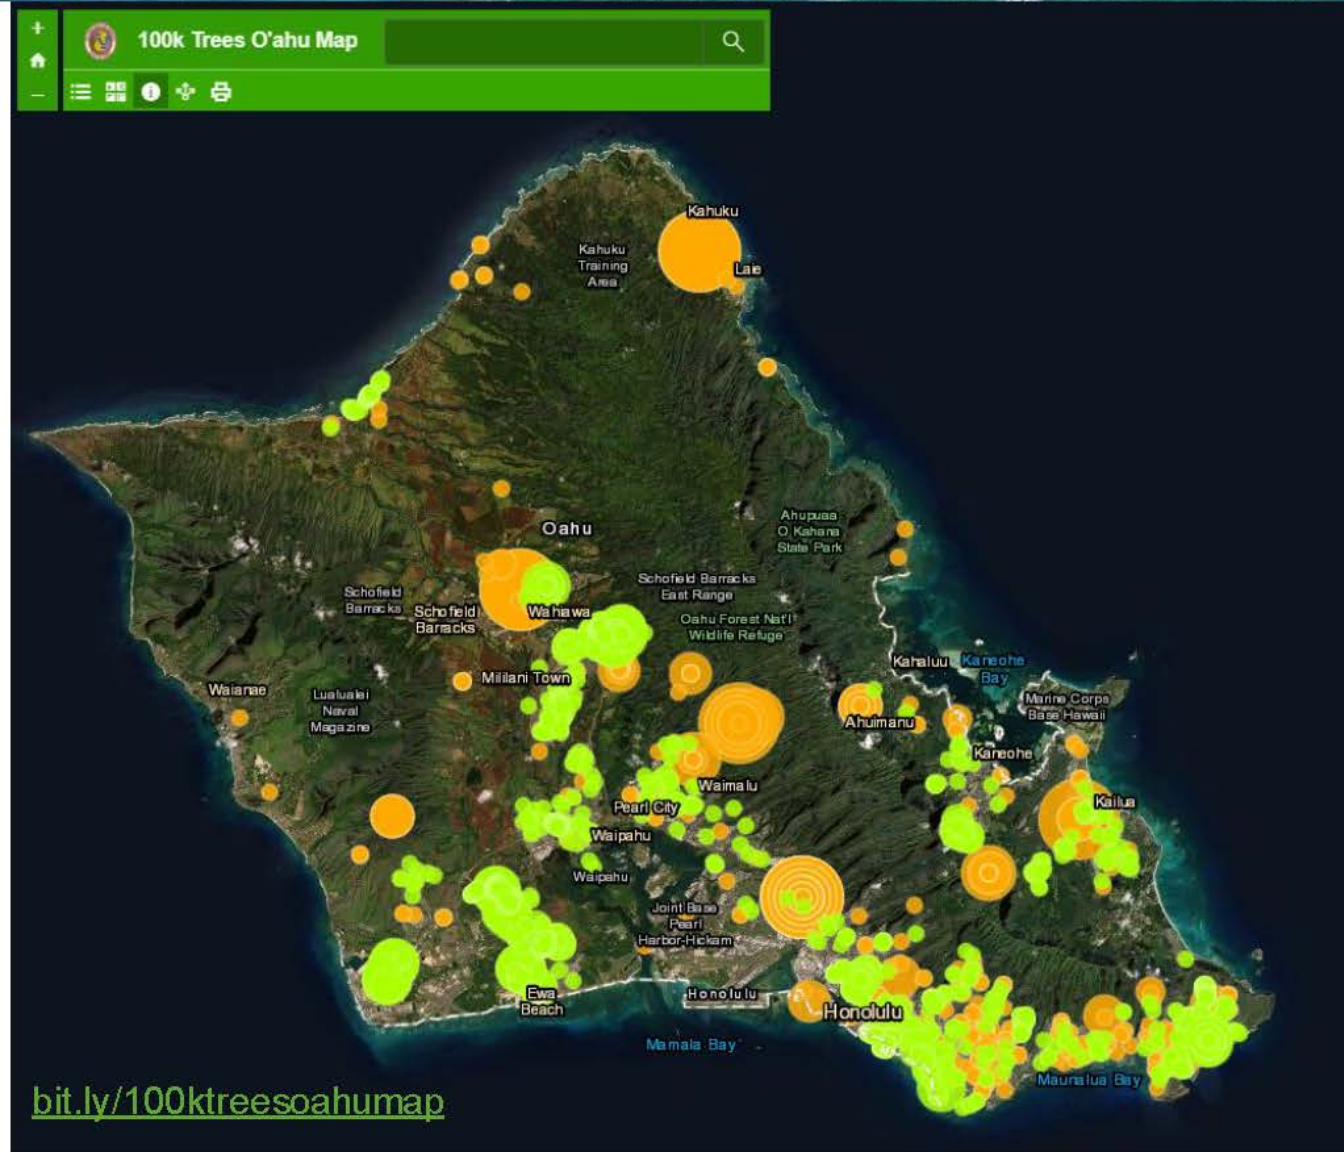 100k Trees O'ahu Map
Kahuku
Kahuku
Training
Area
Laie
Oahu
Ahupuaa
O Kahana
State Park
Schofield
Barracks
Schofield
Barracks
Wahiawa
Schofield Barracks
East Range
Oahu Forest Nat'l
Wildlife Refuge
Kahaluu
Kaneohe
Bay
Waianae
Lualualei
Naval
Magazine
Mililani Town
Ahuimanu
Marine Corps
Base Hawaii
Kaneohe
Waimalu
Pearl City
Kailua
Waipahu
Waipahu
Joint Base
Pearl
Harbor-Hickam
Ewa
Beach
Honolulu
Honolulu
Mamala Bay
Maunalua Bay
bit.ly/100ktreesoahumap